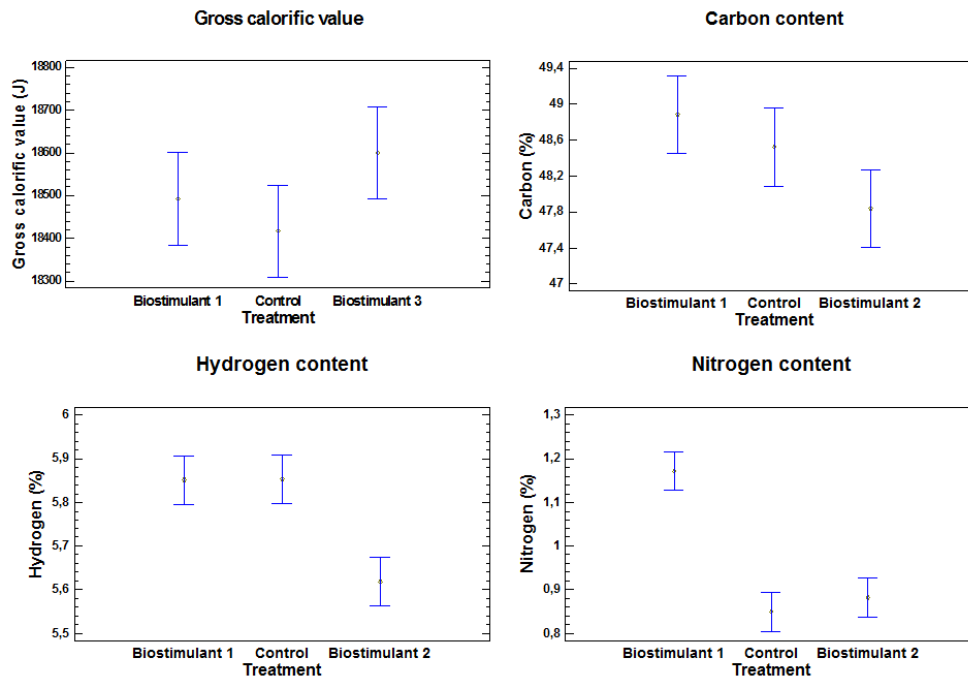 Gross calorific value
Gross calorific value (J)
18800
18700
18600
18500
18400
18300
Biostimulant 1 Control Biostimulant 3
Treatment
Carbon content
Carbon (%)
49,4
49
48,6
48,2
47,8
47,4
47
Biostimulant 1 Control Biostimulant 2
Treatment
Hydrogen content
Hydrogen (%)
6
5,9
5,8
5,7
5,6
5,5
Biostimulant 1 Control Biostimulant 2
Treatment
Nitrogen content
Nitrogen (%)
1,3
1,2
1,1
1
0,9
0,8
Biostimulant 1 Control Biostimulant 2
Treatment